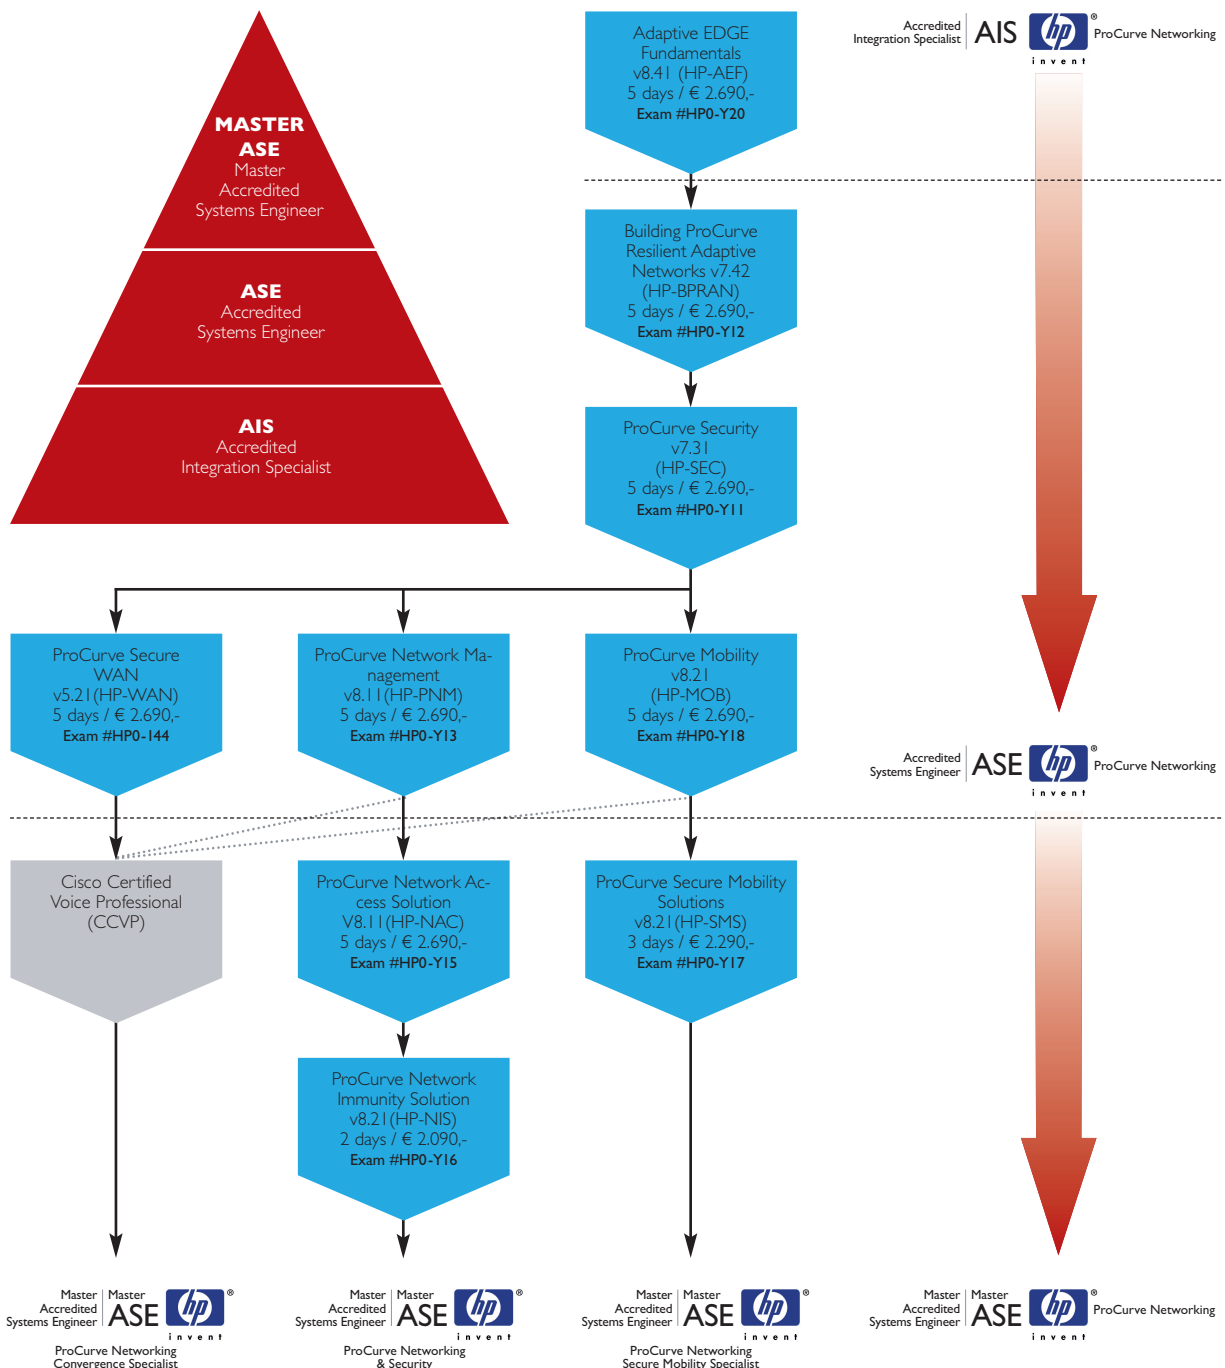 MASTER
ASE
Master
Accredited
Systems Engineer
ASE
Accredited
Systems Engineer
AIS
Accredited
Integration Specialist
Adaptive EDGE
Fundamentals
v8.41 (HP-AEF)
5 days / € 2.690,-
Exam #HP0-Y20
Accredited
Integration Specialist
AIS
hp
®
invent
ProCurve Networking
Building ProCurve
Resilient Adaptive
Networks v7.42
(HP-BPRAN)
5 days / € 2.690,-
Exam #HP0-Y12
ProCurve Security
v7.31
(HP-SEC)
5 days / € 2.690,-
Exam #HP0-Y11
ProCurve Secure
WAN
v5.21(HP-WAN)
5 days / € 2.690,-
Exam #HP0-144
ProCurve Network Ma-
nagement
v8.11(HP-PNM)
5 days / € 2.690,-
Exam #HP0-Y13
ProCurve Mobility
v8.21
(HP-MOB)
5 days / € 2.690,-
Exam #HP0-Y18
Accredited
Systems Engineer
ASE
hp
®
invent
ProCurve Networking
Cisco Certified
Voice Professional
(CCVP)
ProCurve Network Ac-
cess Solution
V8.11(HP-NAC)
5 days / € 2.690,-
Exam #HP0-Y15
ProCurve Secure Mobility
Solutions
v8.21(HP-SMS)
3 days / € 2.290,-
Exam #HP0-Y17
ProCurve Network
Immunity Solution
v8.21(HP-NIS)
2 days / € 2.090,-
Exam #HP0-Y16
Master
Accredited
Systems Engineer
Master
ASE
hp
®
invent
ProCurve Networking
Convergence Specialist
Master
Accredited
Systems Engineer
Master
ASE
hp
®
invent
ProCurve Networking
& Security
Master
Accredited
Systems Engineer
Master
ASE
hp
®
invent
ProCurve Networking
Secure Mobility Specialist
Master
Accredited
Systems Engineer
Master
ASE
hp
®
invent
ProCurve Networking